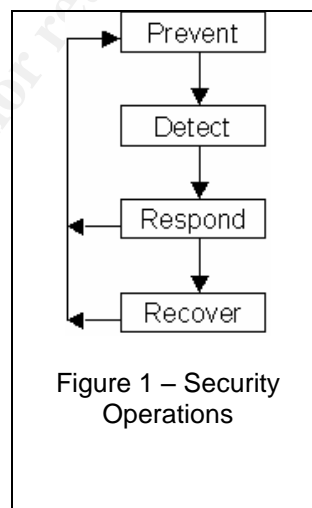 Prevent
Detect
Respond
Recover
Figure 1 – Security
Operations